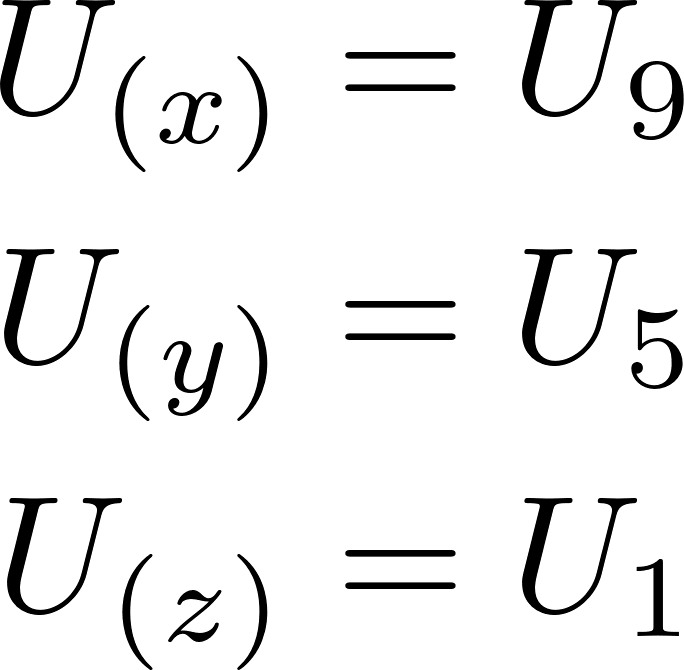 U_{(x)} = U_9
U_{(y)} = U_5
U_{(z)} = U_1